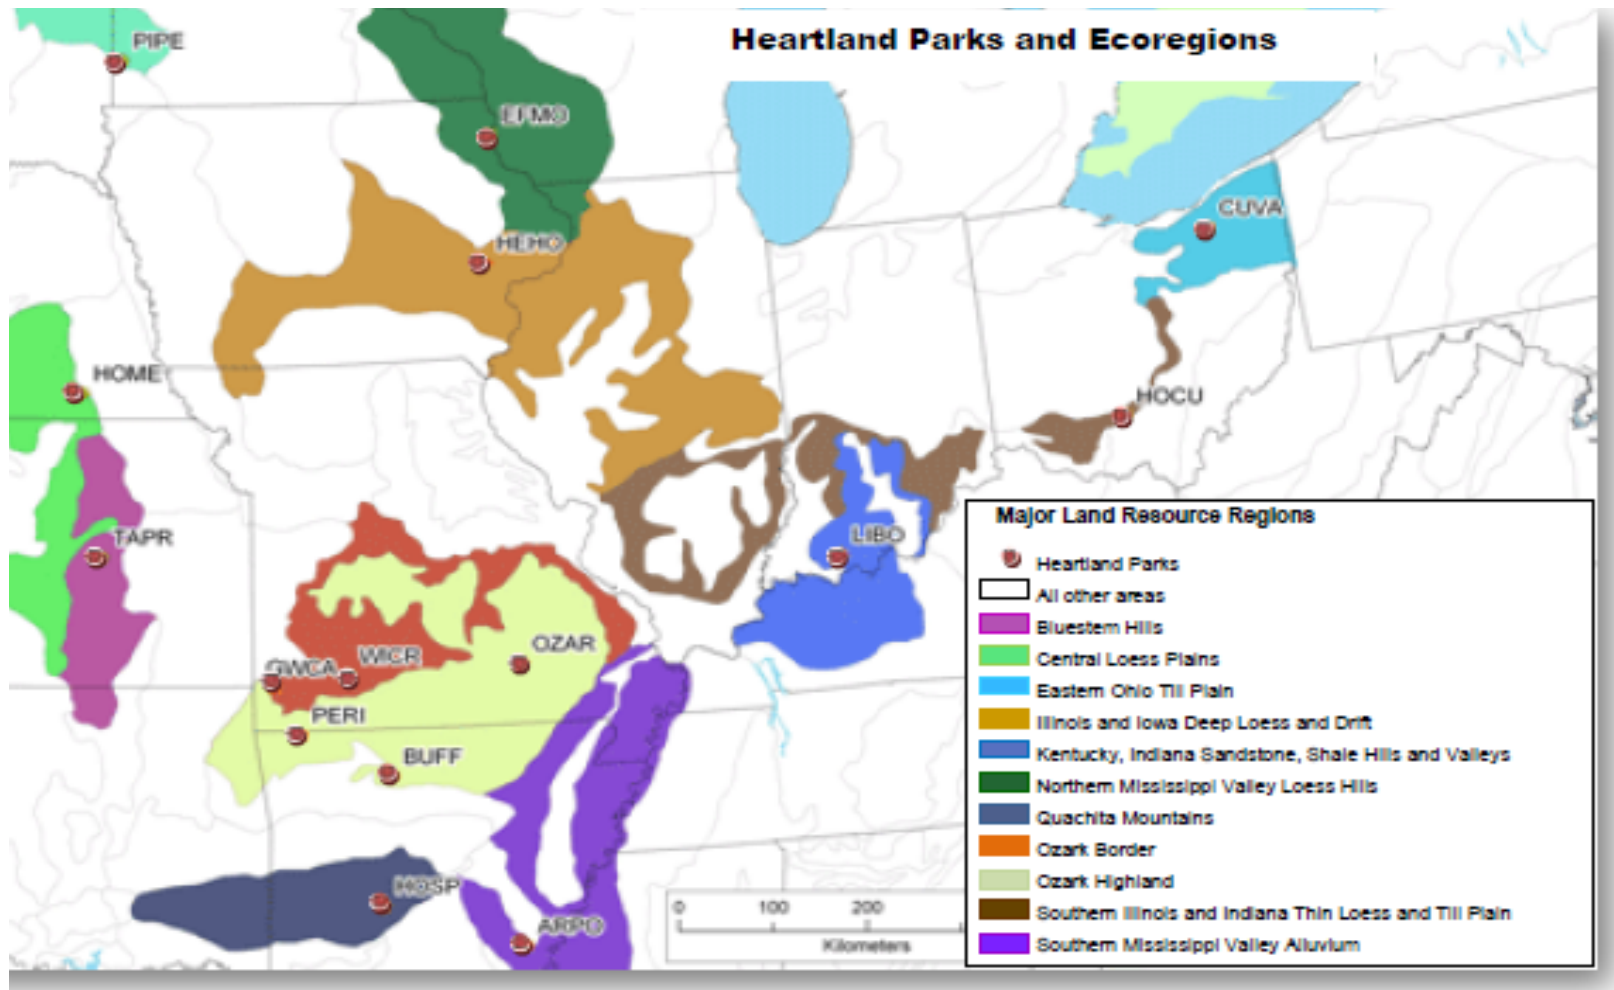 Heartland Parks and Ecoregions
PIPE
EFMO
CUVA
HEHO
HOME
HOCU
TAPR
LIBO
OZAR
GWCA
WICR
PERI
BUFF
HOSP
ARPO
0 100 200
Kilometers
Major Land Resource Regions
Heartland Parks
All other areas
Bluestem Hills
Central Loess Plains
Eastern Ohio Till Plain
Illinois and Iowa Deep Loess and Drift
Kentucky, Indiana Sandstone, Shale Hills and Valleys
Northern Mississippi Valley Loess Hills
Quachita Mountains
Ozark Border
Ozark Highland
Southern Illinois and Indiana Thin Loess and Till Plain
Southern Mississippi Valley Alluvium